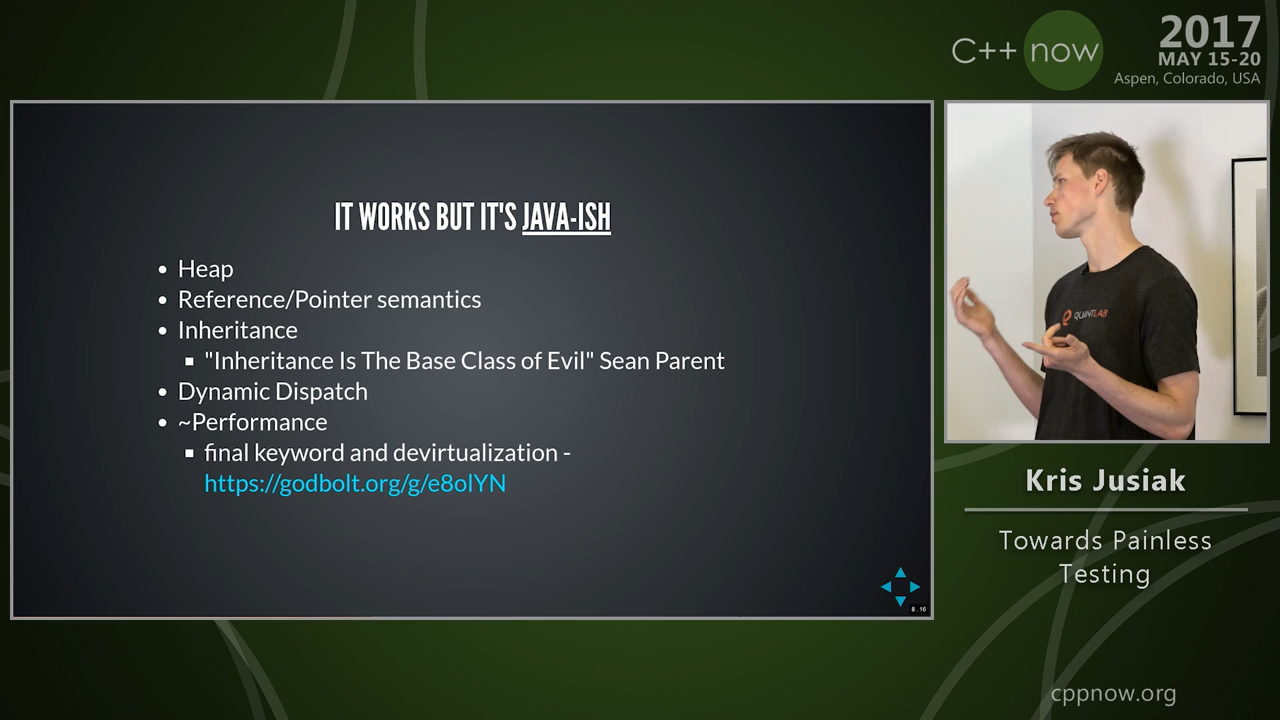 C++ now
2017
MAY 15-20
Aspen, Colorado, USA
IT WORKS BUT IT'S JAVA-ISH
• Heap
• Reference/Pointer semantics
• Inheritance
▪ "Inheritance Is The Base Class of Evil" Sean Parent
• Dynamic Dispatch
• ~Performance
▪ final keyword and devirtualization -
https://godbolt.org/g/e8olYN
8.16
QUANTLAB
Kris Jusiak
Towards Painless
Testing
cppnow.org